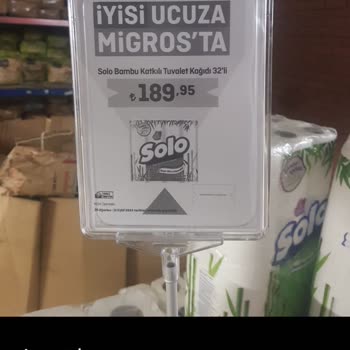 İYİSİ UCUZA
MİGROS'TA
Solo Bambu Katkılı Tuvalet Kağıdı 32'li
₺189,95
Solo
Solo